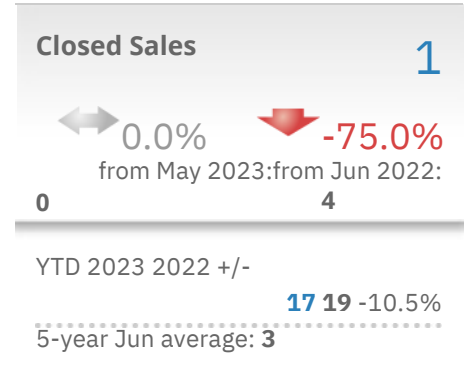 Closed Sales 1
0.0% -75.0%
from May 2023:from Jun 2022:
0 4
YTD 2023 2022 +/-
17 19 -10.5%
5-year Jun average: 3